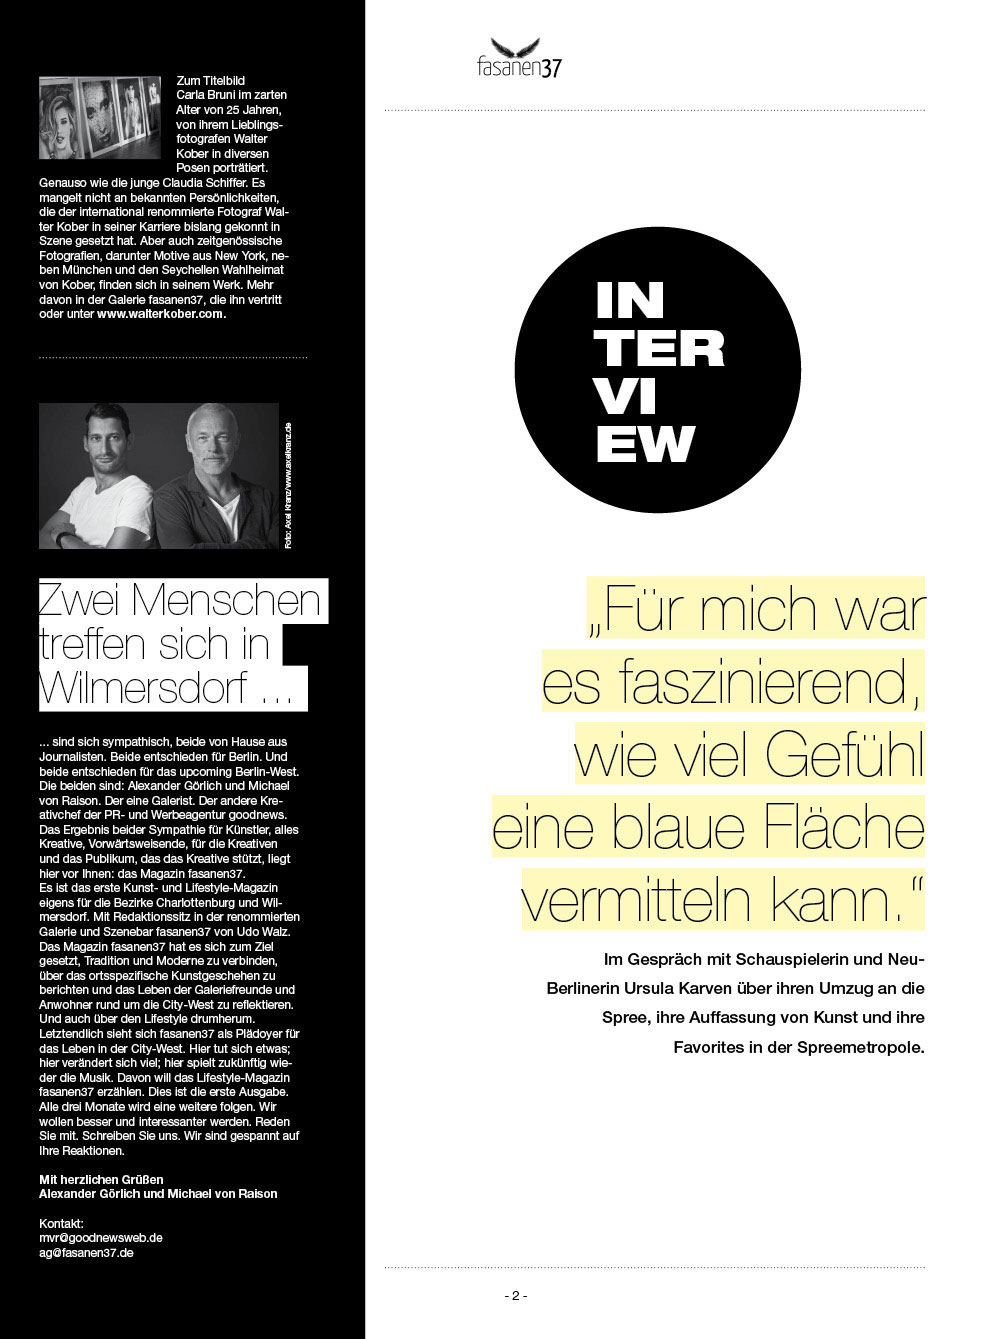 Zum Titelbild
Carla Bruni im zarten
Alter von 25 Jahren,
von ihrem Lieblings-
fotografen Walter
Kober in diversen
Posen porträtiert.
Genauso wie die junge Claudia Schiffer. Es
mangelt nicht an bekannten Persönlichkeiten,
die der international renommierte Fotograf Wal-
ter Kober in seiner Karriere bislang gekonnt in
Szene gesetzt hat. Aber auch zeitgenössische
Fotografien, darunter Motive aus New York, ne-
ben München und den Seychellen Wahlheimat
von Kober, finden sich in seinem Werk. Mehr
davon in der Galerie fasanen37, die ihn vertritt
oder unter www.walterkober.com.
Foto: Axel Kranz/www.axelkranz.de
Zwei Menschen
treffen sich in
Wilmersdorf ...
... sind sich sympathisch, beide von Hause aus
Journalisten. Beide entschieden für Berlin. Und
beide entschieden für das upcoming Berlin-West.
Die beiden sind: Alexander Görlich und Michael
von Raison. Der eine Galerist. Der andere Kre-
ativchef der PR- und Werbeagentur goodnews.
Das Ergebnis beider Sympathie für Künstler, alles
Kreative, Vorwärtsweisende, für die Kreativen
und das Publikum, das das Kreative stützt, liegt
hier vor Ihnen: das Magazin fasanen37.
Es ist das erste Kunst- und Lifestyle-Magazin
eigens für die Bezirke Charlottenburg und Wil-
mersdorf. Mit Redaktionssitz in der renommierten
Galerie und Szenebar fasanen37 von Udo Walz.
Das Magazin fasanen37 hat es sich zum Ziel
gesetzt, Tradition und Moderne zu verbinden,
über das ortsspezifische Kunstgeschehen zu
berichten und das Leben der Galeriefreunde und
Anwohner rund um die City-West zu reflektieren.
Und auch über den Lifestyle drumherum.
Letztendlich sieht sich fasanen37 als Plädoyer für
das Leben in der City-West. Hier tut sich etwas;
hier verändert sich viel; hier spielt zukünftig wie-
der die Musik. Davon will das Lifestyle-Magazin
fasanen37 erzählen. Dies ist die erste Ausgabe.
Alle drei Monate wird eine weitere folgen. Wir
wollen besser und interessanter werden. Reden
Sie mit. Schreiben Sie uns. Wir sind gespannt auf
Ihre Reaktionen.
Mit herzlichen Grüßen
Alexander Görlich und Michael von Raison
Kontakt:
mvr@goodnewsweb.de
ag@fasanen37.de
fasanen37
IN
TER
VI
EW
„Für mich war
es faszinierend,
wie viel Gefühl
eine blaue Fläche
vermitteln kann.“
Im Gespräch mit Schauspielerin und Neu-
Berlinerin Ursula Karven über ihren Umzug an die
Spree, ihre Auffassung von Kunst und ihre
Favorites in der Spreemetropole.
- 2 -